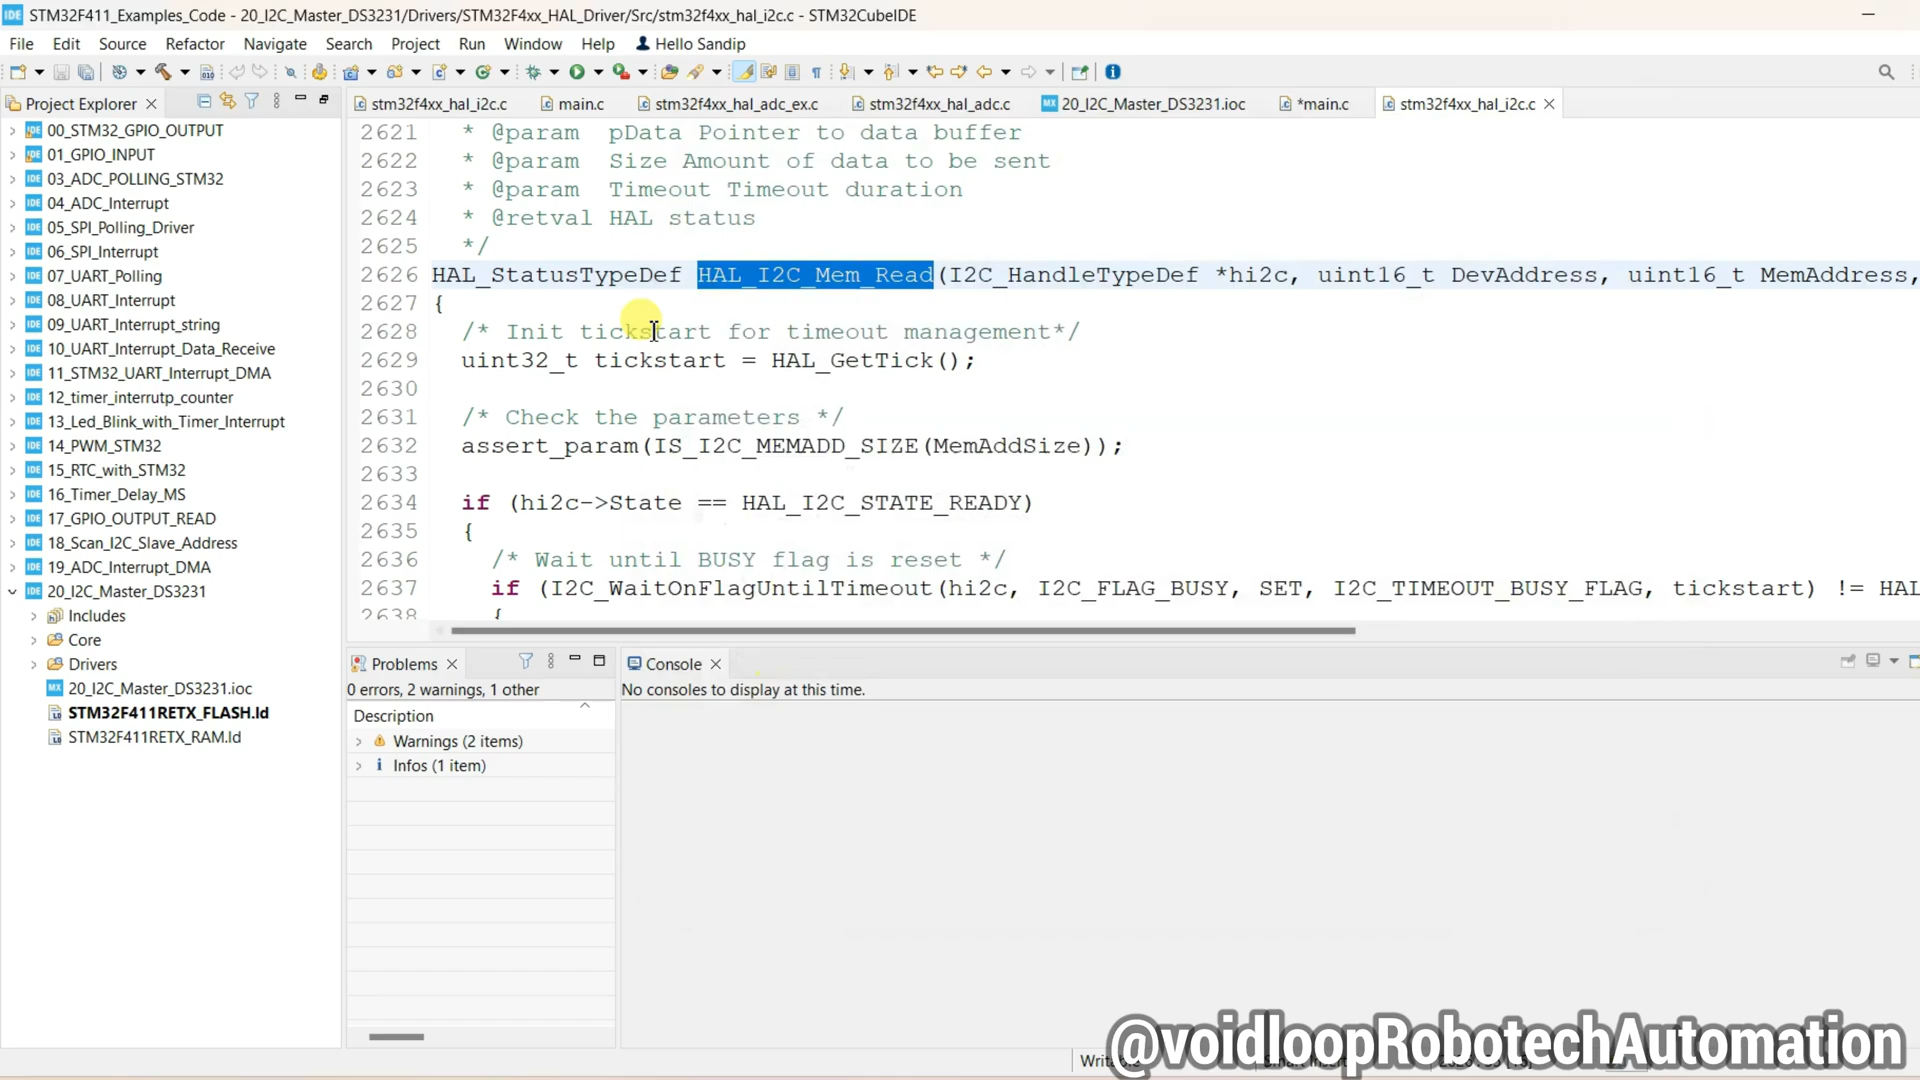 STM32F411_Examples_Code - 20_I2C_Master_DS3231/Drivers/STM32F4xx_HAL_Driver/Src/stm32f4xx_hal_i2c.c - STM32CubeIDE
File Edit Source Refactor Navigate Search Project Run Window Help Hello Sandip
Project Explorer
stm32f4xx_hal_i2c.c main.c stm32f4xx_hal_adc_ex.c stm32f4xx_hal_adc.c 20_I2C_Master_DS3231.ioc *main.c stm32f4xx_hal_i2c.c
00_STM32_GPIO_OUTPUT
01_GPIO_INPUT
03_ADC_POLLING_STM32
04_ADC_Interrupt
05_SPI_Polling_Driver
06_SPI_Interrupt
07_UART_Polling
08_UART_Interrupt
09_UART_Interrupt_string
10_UART_Interrupt_Data_Receive
11_STM32_UART_Interrupt_DMA
12_timer_interrutp_counter
13_Led_Blink_with_Timer_Interrupt
14_PWM_STM32
15_RTC_with_STM32
16_Timer_Delay_MS
17_GPIO_OUTPUT_READ
18_Scan_I2C_Slave_Address
19_ADC_Interrupt_DMA
20_I2C_Master_DS3231
Includes
Core
Drivers
20_I2C_Master_DS3231.ioc
STM32F411RETX_FLASH.ld
STM32F411RETX_RAM.ld
2621 * @param pData Pointer to data buffer
2622 * @param Size Amount of data to be sent
2623 * @param Timeout Timeout duration
2624 * @retval HAL status
2625 */
2626 HAL_StatusTypeDef HAL_I2C_Mem_Read(I2C_HandleTypeDef *hi2c, uint16_t DevAddress, uint16_t MemAddress,
2627 {
2628 /* Init tickstart for timeout management*/
2629 uint32_t tickstart = HAL_GetTick();
2630
2631 /* Check the parameters */
2632 assert_param(IS_I2C_MEMADD_SIZE(MemAddSize));
2633
2634 if (hi2c->State == HAL_I2C_STATE_READY)
2635 {
2636 /* Wait until BUSY flag is reset */
2637 if (I2C_WaitOnFlagUntilTimeout(hi2c, I2C_FLAG_BUSY, SET, I2C_TIMEOUT_BUSY_FLAG, tickstart) != HAL
2638 {
Problems
0 errors, 2 warnings, 1 other
Description
Warnings (2 items)
Infos (1 item)
Console
No consoles to display at this time.
@voidloopRobotechAutomation